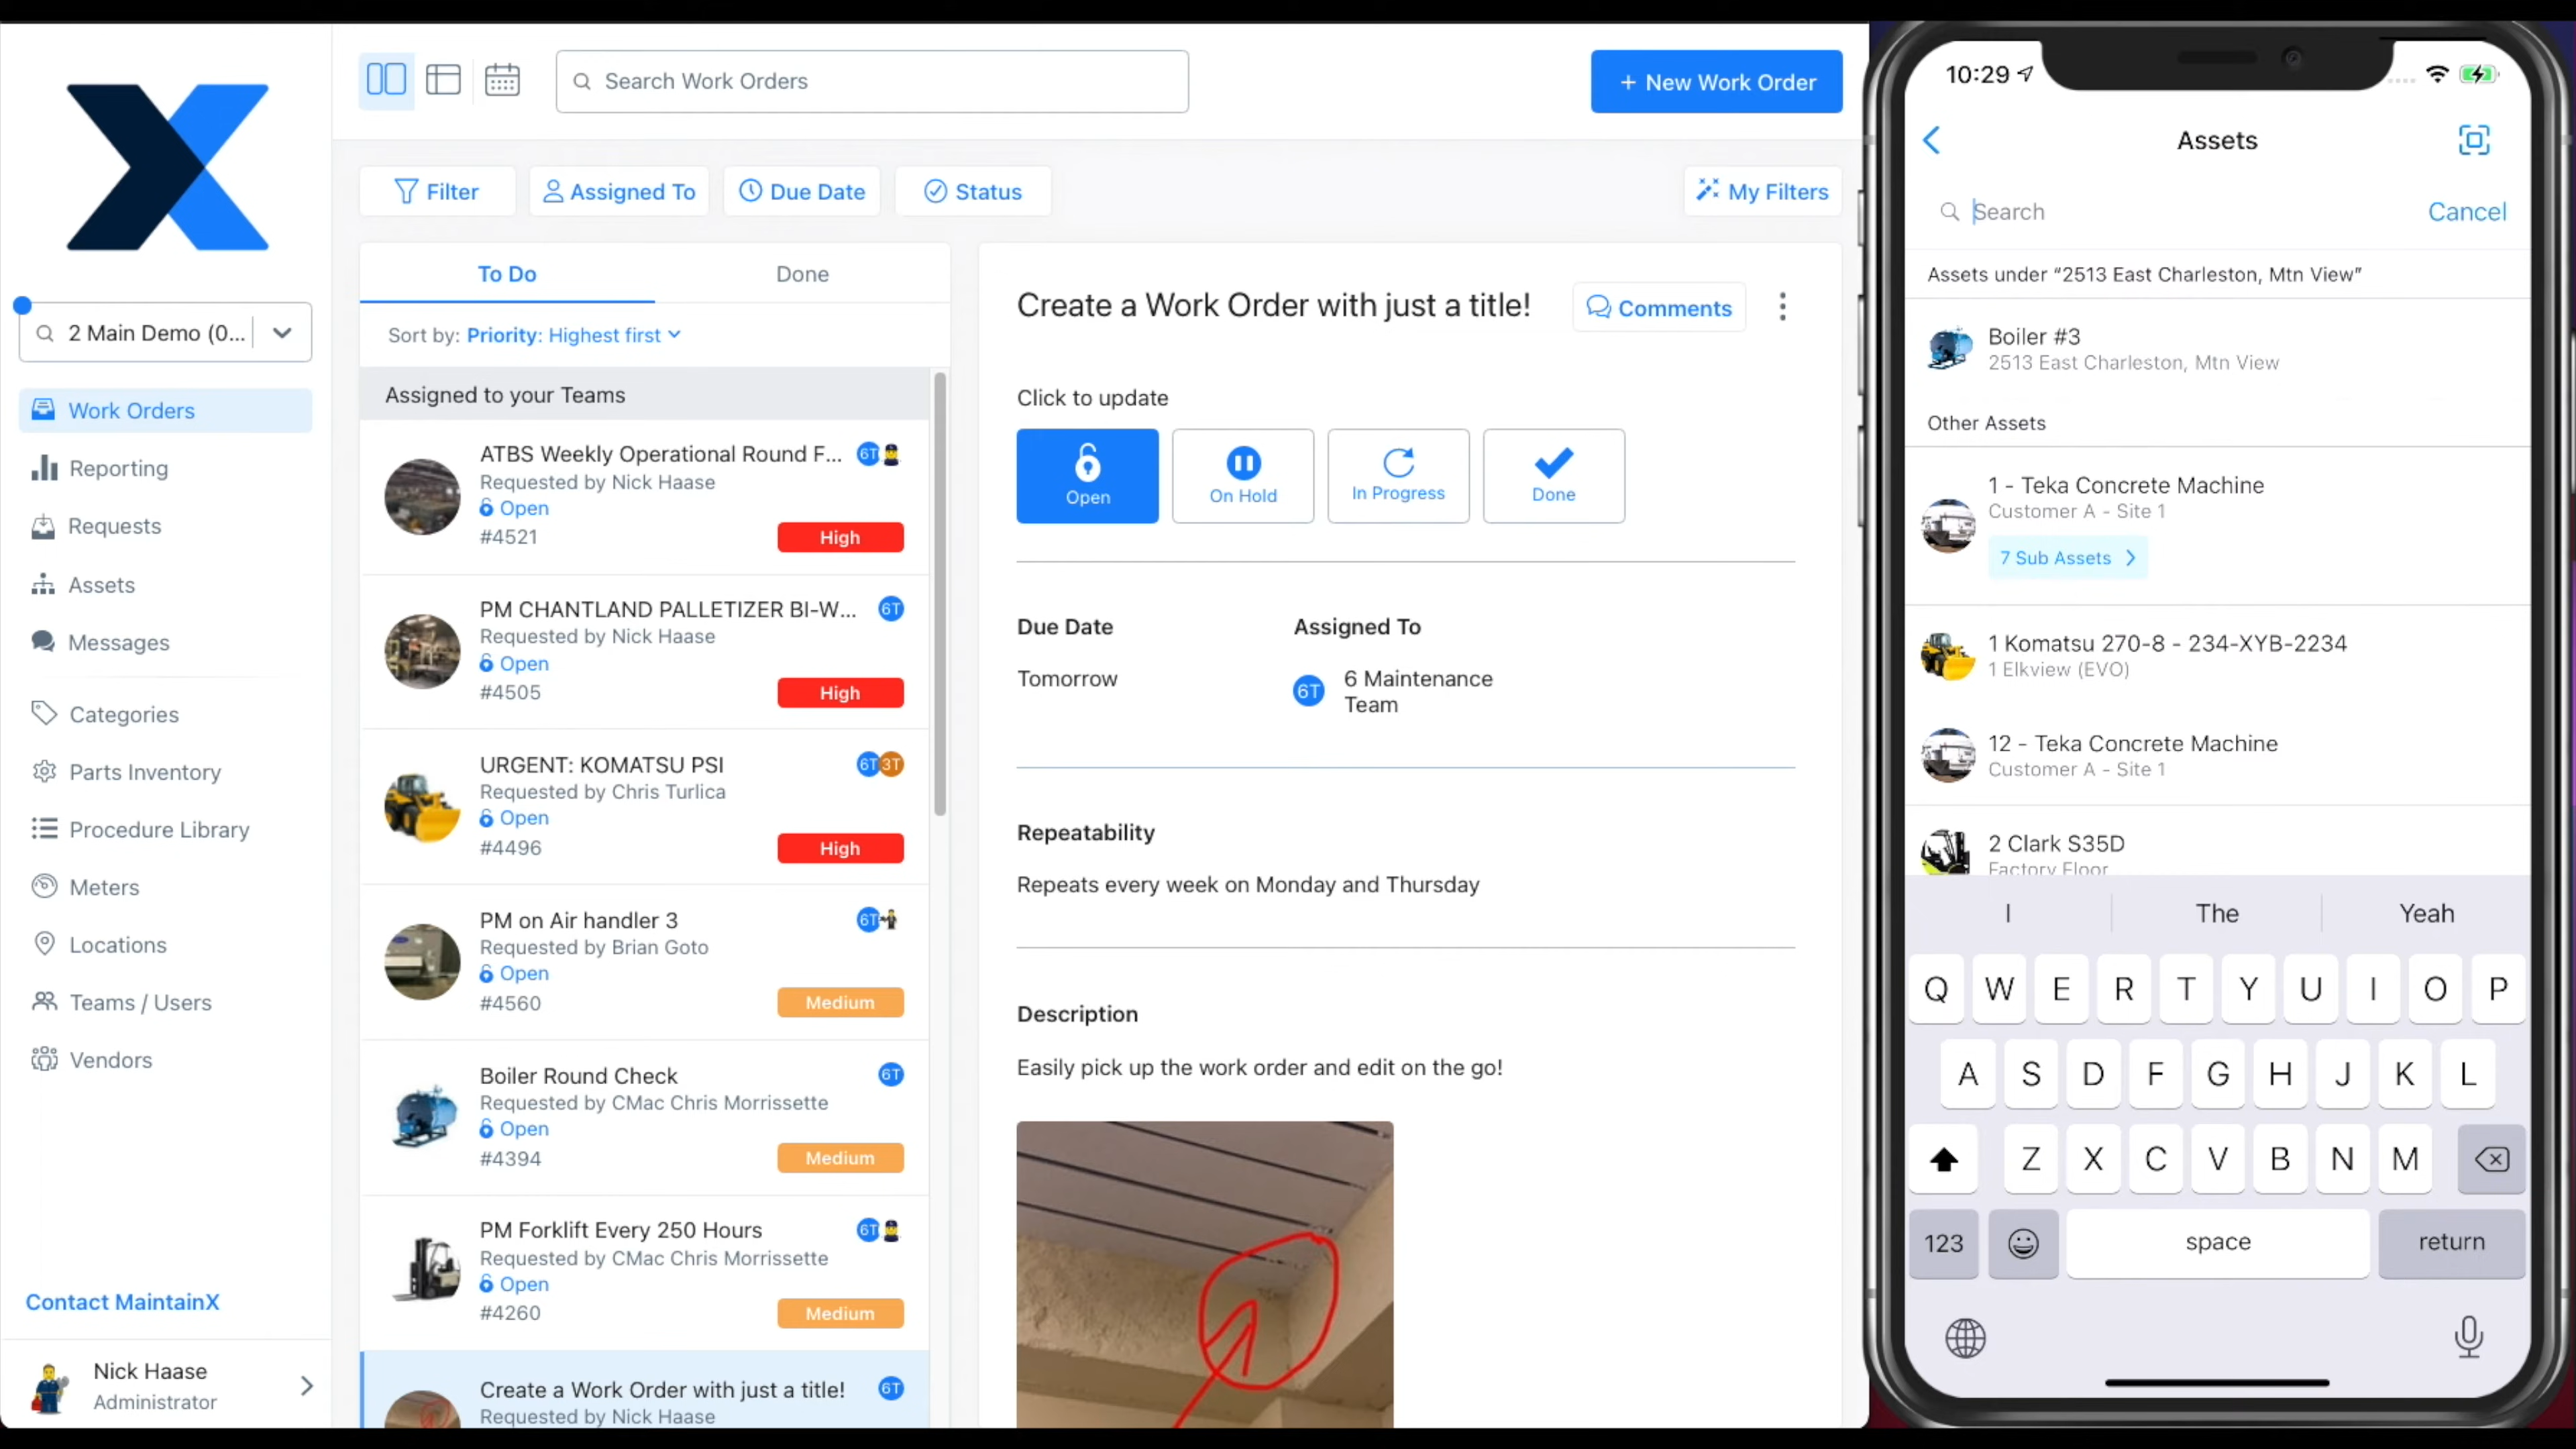 Search Work Orders
+ New Work Order
Filter
Assigned To
Due Date
Status
My Filters
2 Main Demo (0...
Work Orders
Reporting
Requests
Assets
Messages
Categories
Parts Inventory
Procedure Library
Meters
Locations
Teams / Users
Vendors
Contact MaintainX
Nick Haase
Administrator
To Do
Done
Sort by: Priority: Highest first
Assigned to your Teams
ATBS Weekly Operational Round F...
6T
Requested by Nick Haase
Open
#4521
High
PM CHANTLAND PALLETIZER BI-W...
6T
Requested by Nick Haase
Open
#4505
High
URGENT: KOMATSU PSI
6T 3T
Requested by Chris Turlica
Open
#4496
High
PM on Air handler 3
6T
Requested by Brian Goto
Open
#4560
Medium
Boiler Round Check
6T
Requested by CMac Chris Morrissette
Open
#4394
Medium
PM Forklift Every 250 Hours
6T
Requested by CMac Chris Morrissette
Open
#4260
Medium
Create a Work Order with just a title!
6T
Requested by Nick Haase
Create a Work Order with just a title!
Comments
Click to update
Open
On Hold
In Progress
Done
Due Date
Tomorrow
Assigned To
6T
6 Maintenance
Team
Repeatability
Repeats every week on Monday and Thursday
Description
Easily pick up the work order and edit on the go!
10:29
Assets
Search
Cancel
Assets under “2513 East Charleston, Mtn View”
Boiler #3
2513 East Charleston, Mtn View
Other Assets
1 - Teka Concrete Machine
Customer A - Site 1
7 Sub Assets
1 Komatsu 270-8 - 234-XYB-2234
1 Elkview (EVO)
12 - Teka Concrete Machine
Customer A - Site 1
2 Clark S35D
Factory Floor
I The Yeah
Q W E R T Y U I O P
A S D F G H J K L
Z X C V B N M
123 space return